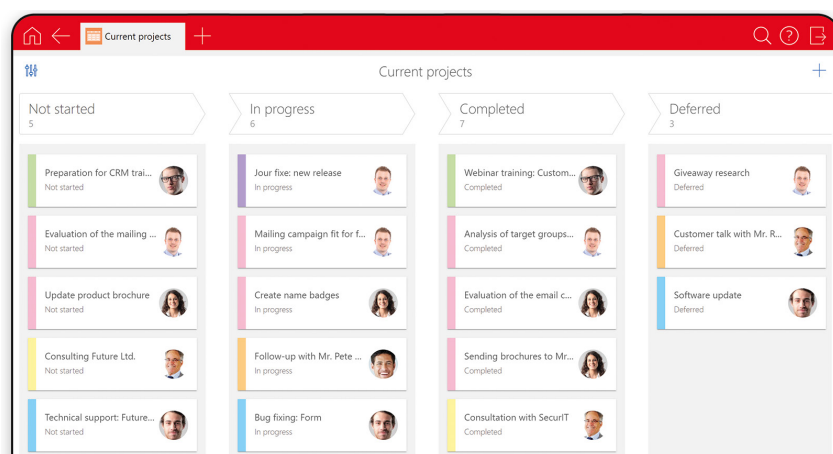 Current projects
Current projects
Not started
5
In progress
6
Completed
7
Deferred
3
Preparation for CRM trai...
Not started
Evaluation of the mailing ...
Not started
Update product brochure
Not started
Consulting Future Ltd.
Not started
Technical support: Future...
Not started
Jour fixe: new release
In progress
Mailing campaign fit for f...
In progress
Create name badges
In progress
Follow-up with Mr. Pete ...
In progress
Bug fixing: Form
In progress
Webinar training: Custom...
Completed
Analysis of target groups...
Completed
Evaluation of the email c...
Completed
Sending brochures to Mr...
Completed
Consultation with SecurIT
Completed
Giveaway research
Deferred
Customer talk with Mr. R...
Deferred
Software update
Deferred